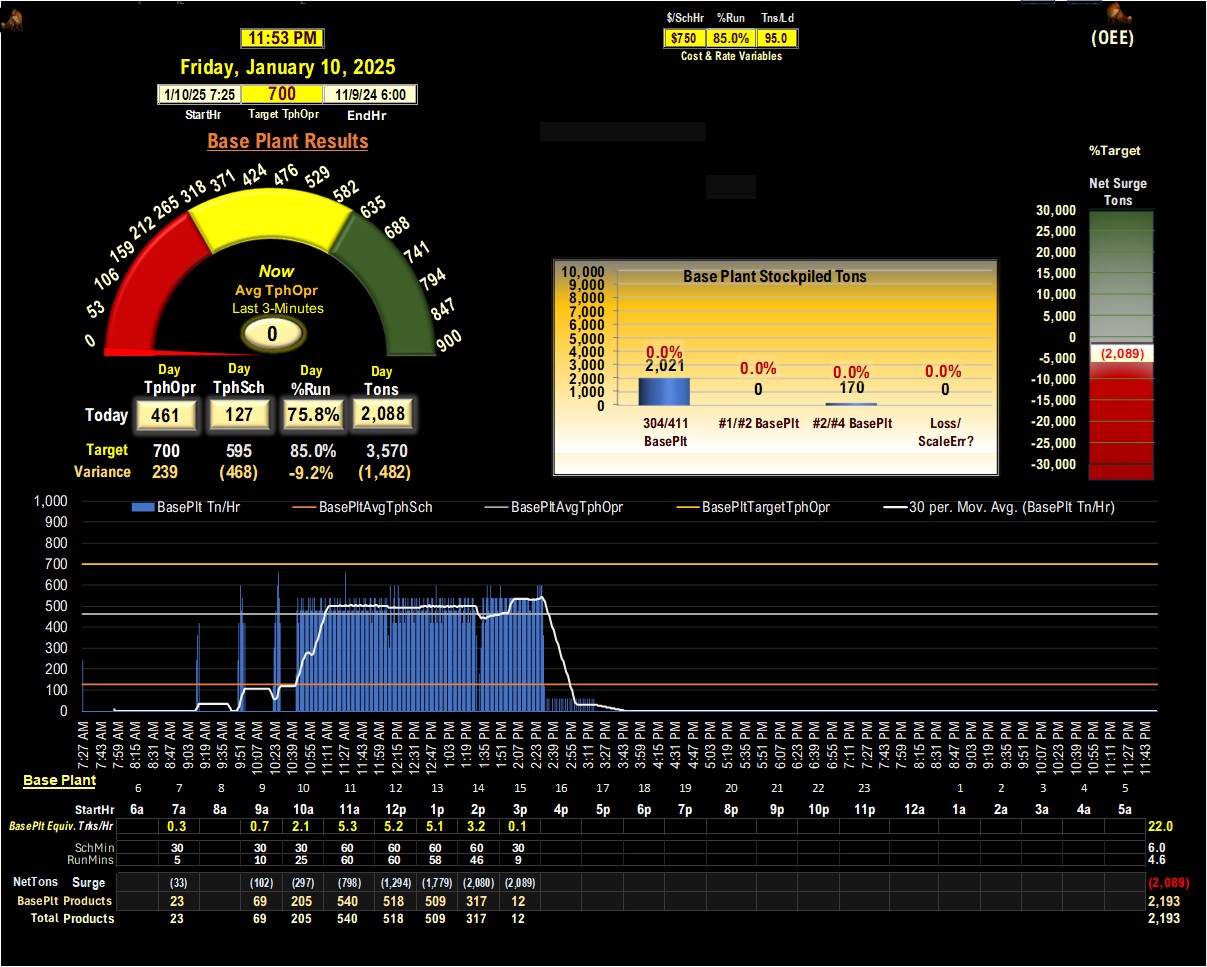 $/SchHr %Run Tns/Ld
$750 85.0% 95.0
Cost & Rate Variables
(OEE)
11:53 PM
Friday, January 10, 2025
1/10/25 7:25 700 11/9/24 6:00
StartHr Target TphOpr EndHr
Base Plant Results
0 53 106 159 212 265 318 371 424 476 529 582 635 688 741 794 847 900
Now
Avg TphOpr
Last 3-Minutes
0
Day Day Day Day
TphOpr TphSch %Run Tons
Today 461 127 75.8% 2,088
Target 700 595 85.0% 3,570
Variance 239 (468) -9.2% (1,482)
Base Plant Stockpiled Tons
10,000
9,000
8,000
7,000
6,000
5,000
4,000
3,000
2,000
1,000
0
0.0% 0.0% 0.0% 0.0%
2,021 0 170 0
304/411 BasePlt
#1/#2 BasePlt
#2/#4 BasePlt
Loss/ ScaleErr?
%Target
Net Surge
Tons
30,000
25,000
20,000
15,000
10,000
5,000
0
-5,000
-10,000
-15,000
-20,000
-25,000
-30,000
(2,089)
BasePlt Tn/Hr BasePltAvgTphSch BasePltAvgTphOpr BasePltTargetTphOpr 30 per. Mov. Avg. (BasePlt Tn/Hr)
1,000
900
800
700
600
500
400
300
200
100
0
7:27 AM 7:43 AM 7:59 AM 8:15 AM 8:31 AM 8:47 AM 9:03 AM 9:19 AM 9:35 AM 9:51 AM 10:07 AM 10:23 AM 10:39 AM 10:55 AM 11:11 AM 11:27 AM 11:43 AM 11:59 AM 12:15 PM 12:31 PM 12:47 PM 1:03 PM 1:19 PM 1:35 PM 1:51 PM 2:07 PM 2:23 PM 2:39 PM 2:55 PM 3:11 PM 3:27 PM 3:43 PM 3:59 PM 4:15 PM 4:31 PM 4:47 PM 5:03 PM 5:19 PM 5:35 PM 5:51 PM 6:07 PM 6:23 PM 6:39 PM 6:55 PM 7:11 PM 7:27 PM 7:43 PM 7:59 PM 8:15 PM 8:31 PM 8:47 PM 9:03 PM 9:19 PM 9:35 PM 9:51 PM 10:07 PM 10:23 PM 10:39 PM 10:55 PM 11:11 PM 11:27 PM 11:43 PM
Base Plant
6 7 8 9 10 11 12 13 14 15 16 17 18 19 20 21 22 23 1 2 3 4 5
StartHr 6a 7a 8a 9a 10a 11a 12p 1p 2p 3p 4p 5p 6p 7p 8p 9p 10p 11p 12a 1a 2a 3a 4a 5a
BasePlt Equiv. Trks/Hr 0.3 0.7 2.1 5.3 5.2 5.1 3.2 0.1 22.0
SchMin 30 30 30 60 60 60 60 30 6.0
RunMins 5 10 25 60 60 58 46 9 4.6
NetTons Surge (33) (102) (297) (798) (1,294) (1,779) (2,080) (2,089) (2,089)
BasePlt Products 23 69 205 540 518 509 317 12 2,193
Total Products 23 69 205 540 518 509 317 12 2,193